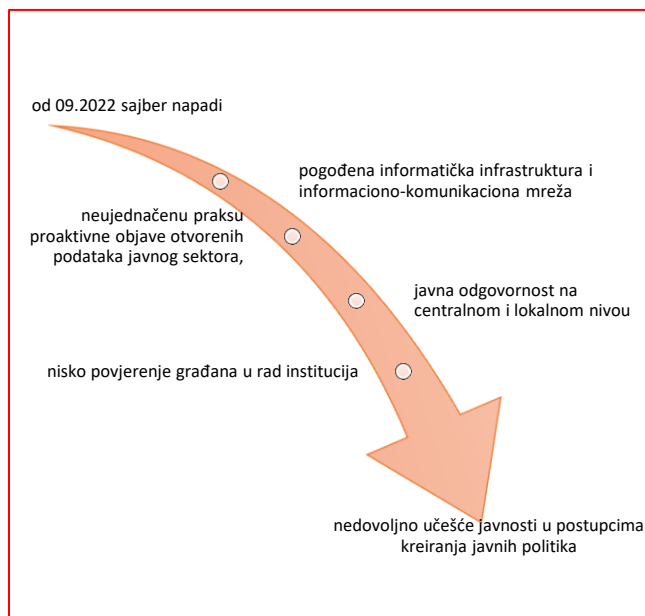 od 09.2022 sajber napadi
pogođena informatička infrastruktura i
informaciono-komunikaciona mreža
neujednačenu praksu
proaktivne objave otvorenih
podataka javnog sektora,
javna odgovornost na
centralnom i lokalnom nivou
nisko povjerenje građana u rad institucija
nedovoljno učešće javnosti u postupcima
kreiranja javnih politika